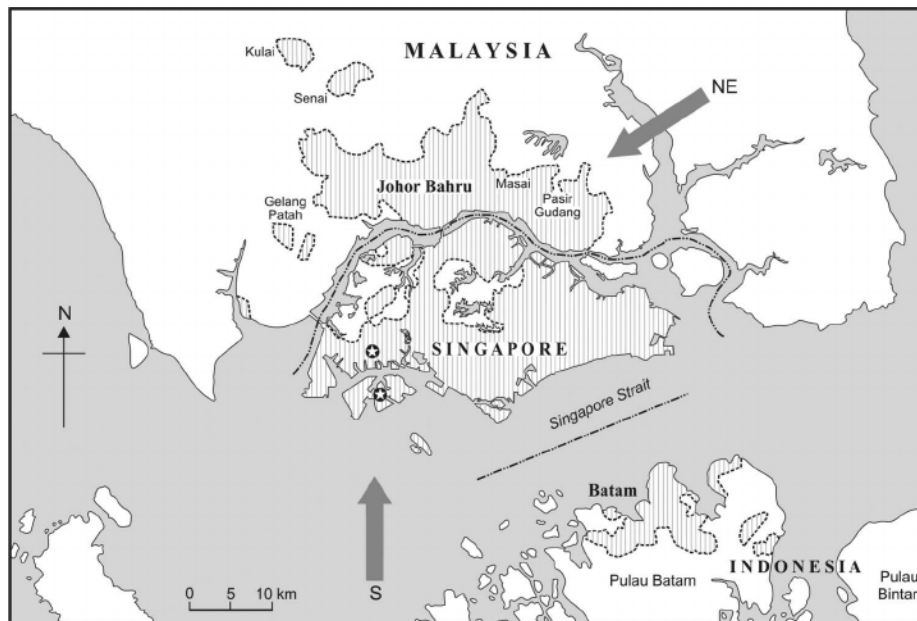 MALAYSIA
Kulai
Senai
NE
Johor Bahru
Masai
Pasir
Gudang
Gelang
Patah
N
SINGAPORE
Singapore Strait
Batam
INDONESIA
Pulau Batam
Pulau
Bintan
S
0 5 10 km